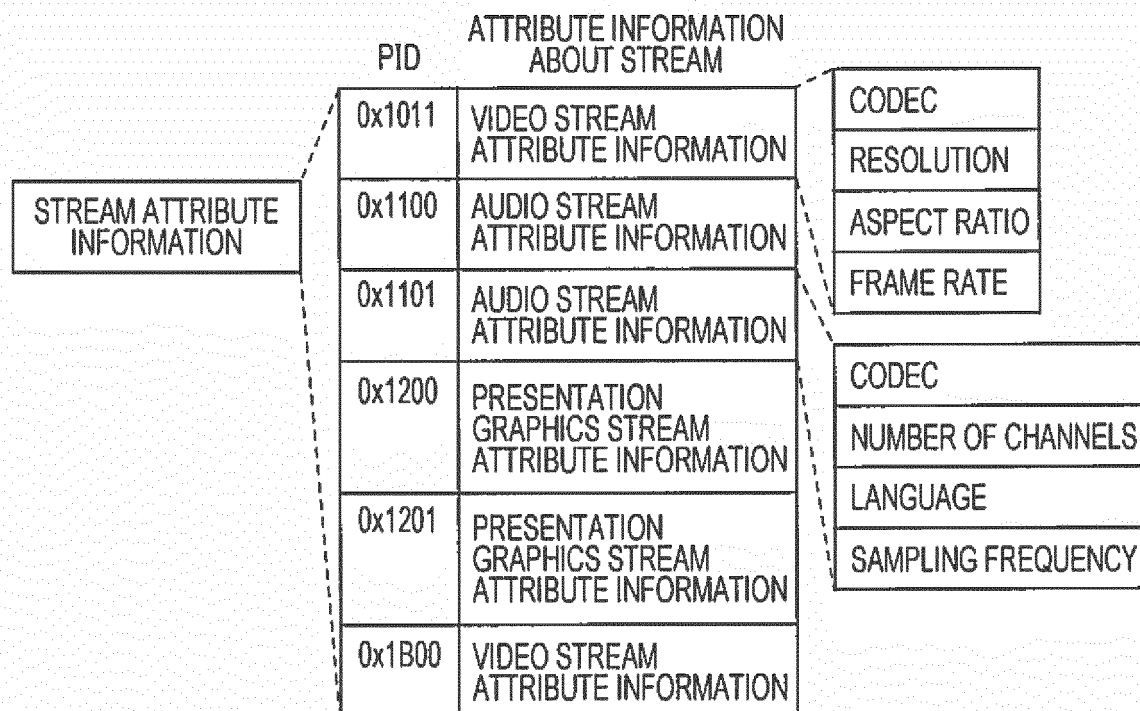 PID
ATTRIBUTE INFORMATION
ABOUT STREAM
STREAM ATTRIBUTE
INFORMATION
0x1011
VIDEO STREAM
ATTRIBUTE INFORMATION
0x1100
AUDIO STREAM
ATTRIBUTE INFORMATION
0x1101
AUDIO STREAM
ATTRIBUTE INFORMATION
0x1200
PRESENTATION
GRAPHICS STREAM
ATTRIBUTE INFORMATION
0x1201
PRESENTATION
GRAPHICS STREAM
ATTRIBUTE INFORMATION
0x1B00
VIDEO STREAM
ATTRIBUTE INFORMATION
CODEC
RESOLUTION
ASPECT RATIO
FRAME RATE
CODEC
NUMBER OF CHANNELS
LANGUAGE
SAMPLING FREQUENCY